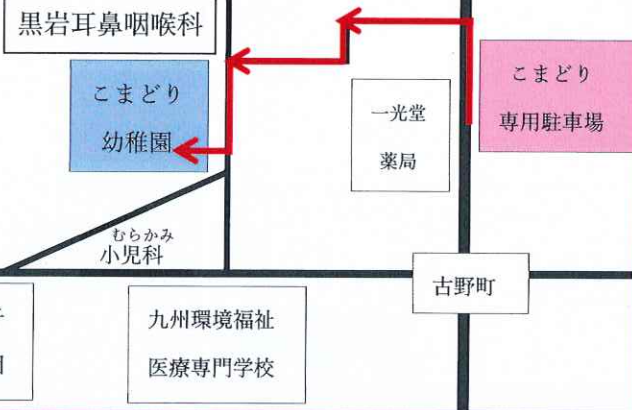 黒岩耳鼻咽喉科
こまどり
幼稚園
こまどり
専用駐車場
一光堂
薬局
むらかみ
小児科
古野町
九州環境福祉
医療専門学校